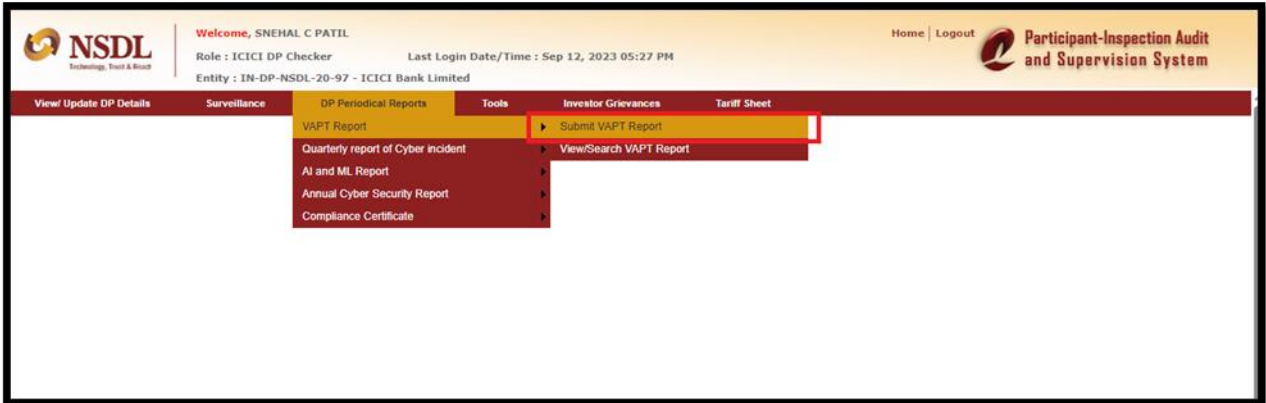 NSDL
Technology, Trust & Reach
Welcome, SNEHAL C PATIL
Role : ICICI DP Checker Last Login Date/Time : Sep 12, 2023 05:27 PM
Entity : IN-DP-NSDL-20-97 - ICICI Bank Limited
Home | Logout
Participant-Inspection Audit
and Supervision System
View/ Update DP Details Surveillance DP Periodical Reports Tools Investor Grievances Tariff Sheet
VAPT Report Submit VAPT Report
Quarterly report of Cyber incident View/Search VAPT Report
AI and ML Report
Annual Cyber Security Report
Compliance Certificate